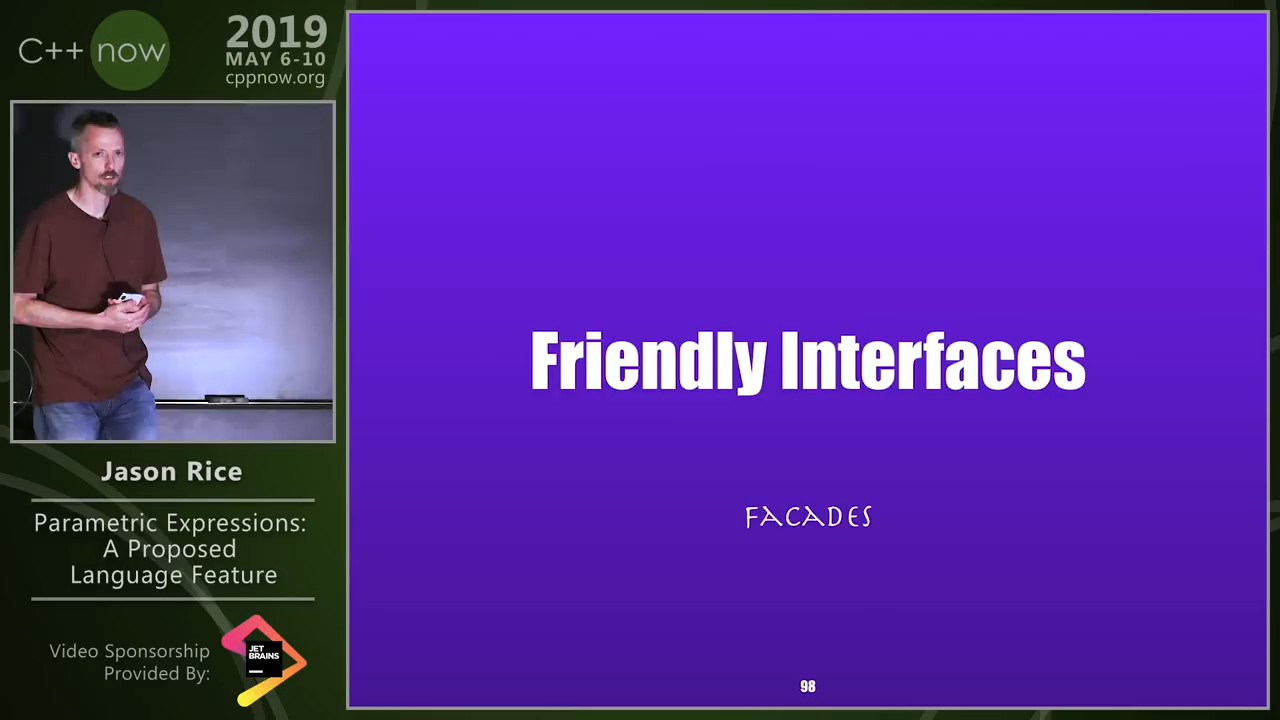 C++ now
2019
MAY 6-10
cppnow.org
Jason Rice
Parametric Expressions:
A Proposed
Language Feature
Video Sponsorship
Provided By:
JET
BRAINS
Friendly Interfaces
FACADES
98